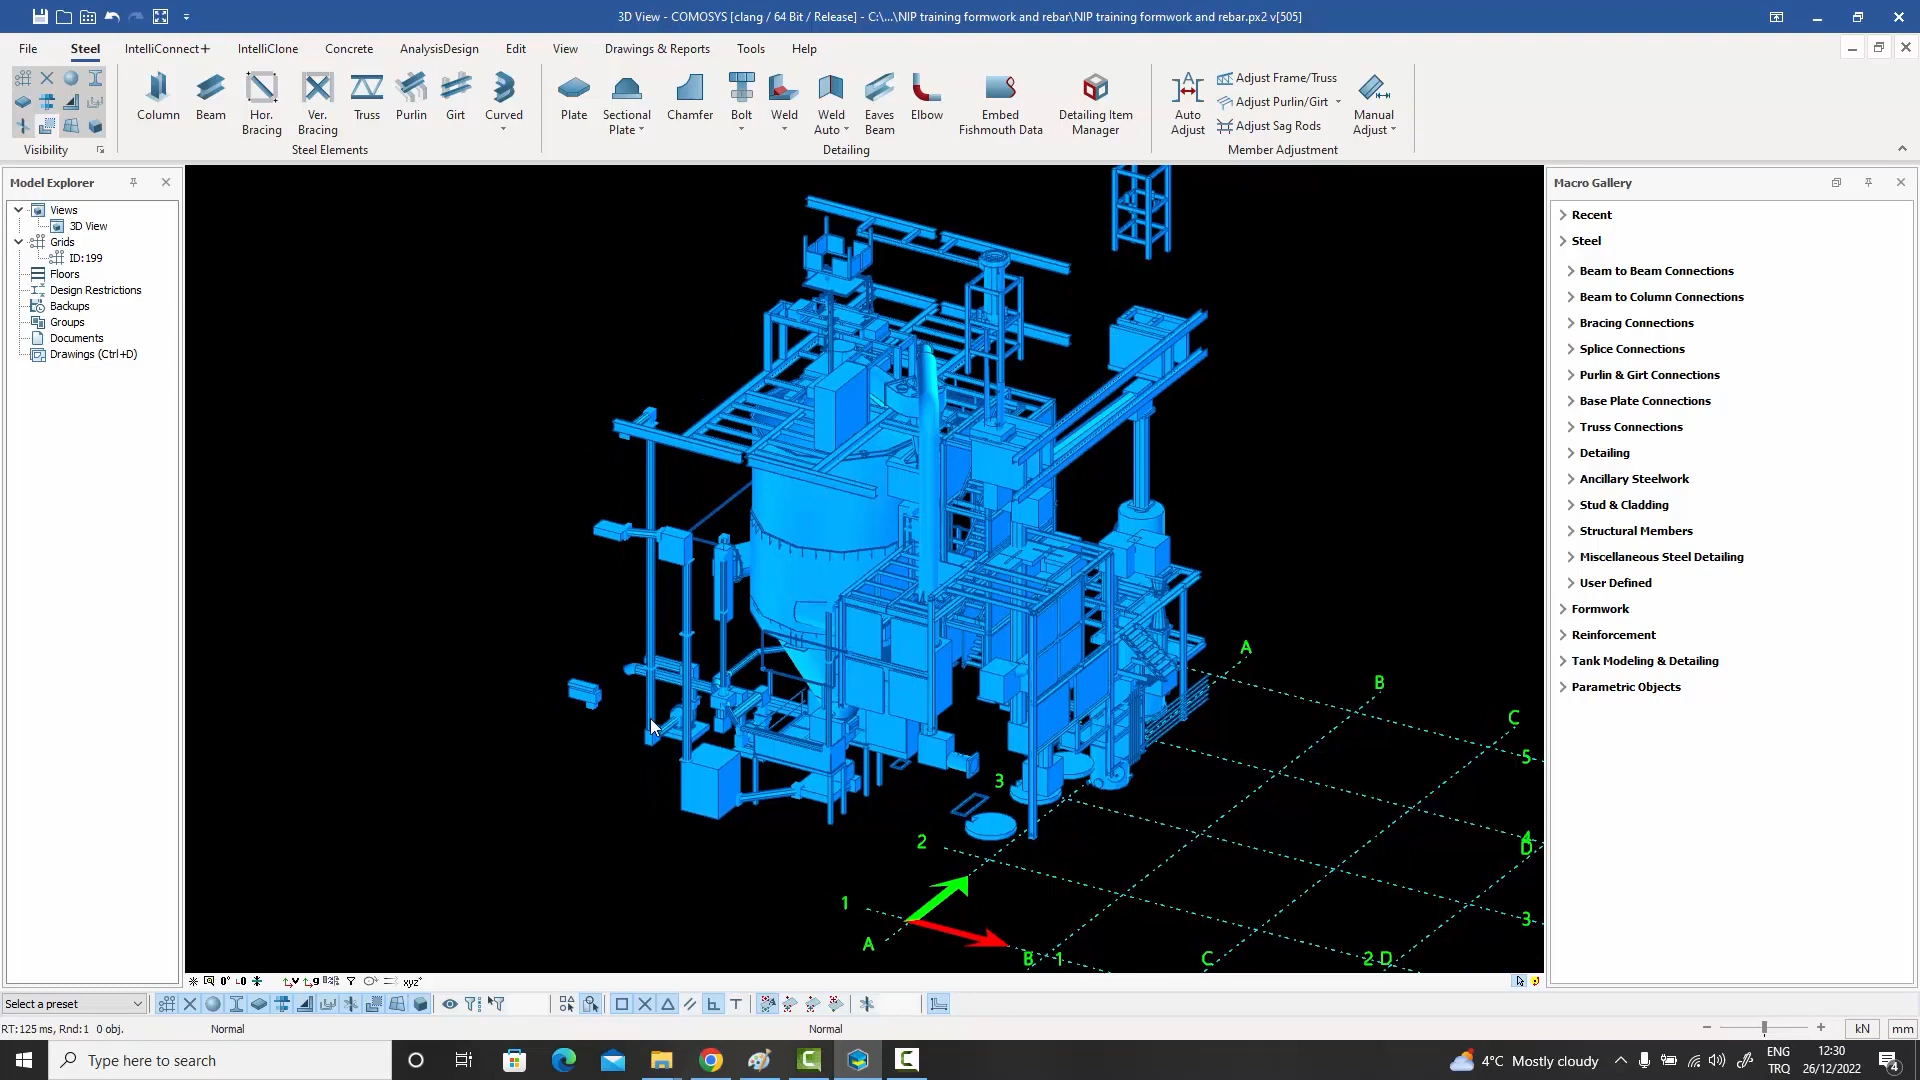 3D View - COMOSYS [clang / 64 Bit / Release] - C:\...\NIP training formwork and rebar\NIP training formwork and rebar.px2 v[505]
File Steel IntelliConnect+ IntelliClone Concrete AnalysisDesign Edit View Drawings & Reports Tools Help
Column Beam Hor. Bracing Ver. Bracing Truss Purlin Girt Curved
Plate Sectional Plate Chamfer Bolt Weld Weld Auto Eaves Beam Elbow Embed Fishmouth Data Detailing Item Manager
Auto Adjust
Adjust Frame/Truss
Adjust Purlin/Girt
Adjust Sag Rods
Manual Adjust
Visibility Steel Elements Detailing Member Adjustment
Model Explorer
Views
3D View
Grids
ID:199
Floors
Design Restrictions
Backups
Groups
Documents
Drawings (Ctrl+D)
A
B
C
5
3
4
2
D
1
3
A
B
1
C
2
D
Macro Gallery
Recent
Steel
Beam to Beam Connections
Beam to Column Connections
Bracing Connections
Splice Connections
Purlin & Girt Connections
Base Plate Connections
Truss Connections
Detailing
Ancillary Steelwork
Stud & Cladding
Structural Members
Miscellaneous Steel Detailing
User Defined
Formwork
Reinforcement
Tank Modeling & Detailing
Parametric Objects
xyz
Select a preset
RT:125 ms, Rnd:1 0 obj. Normal Normal kN mm
Type here to search
4°C Mostly cloudy
ENG
TRQ
12:30
26/12/2022
4